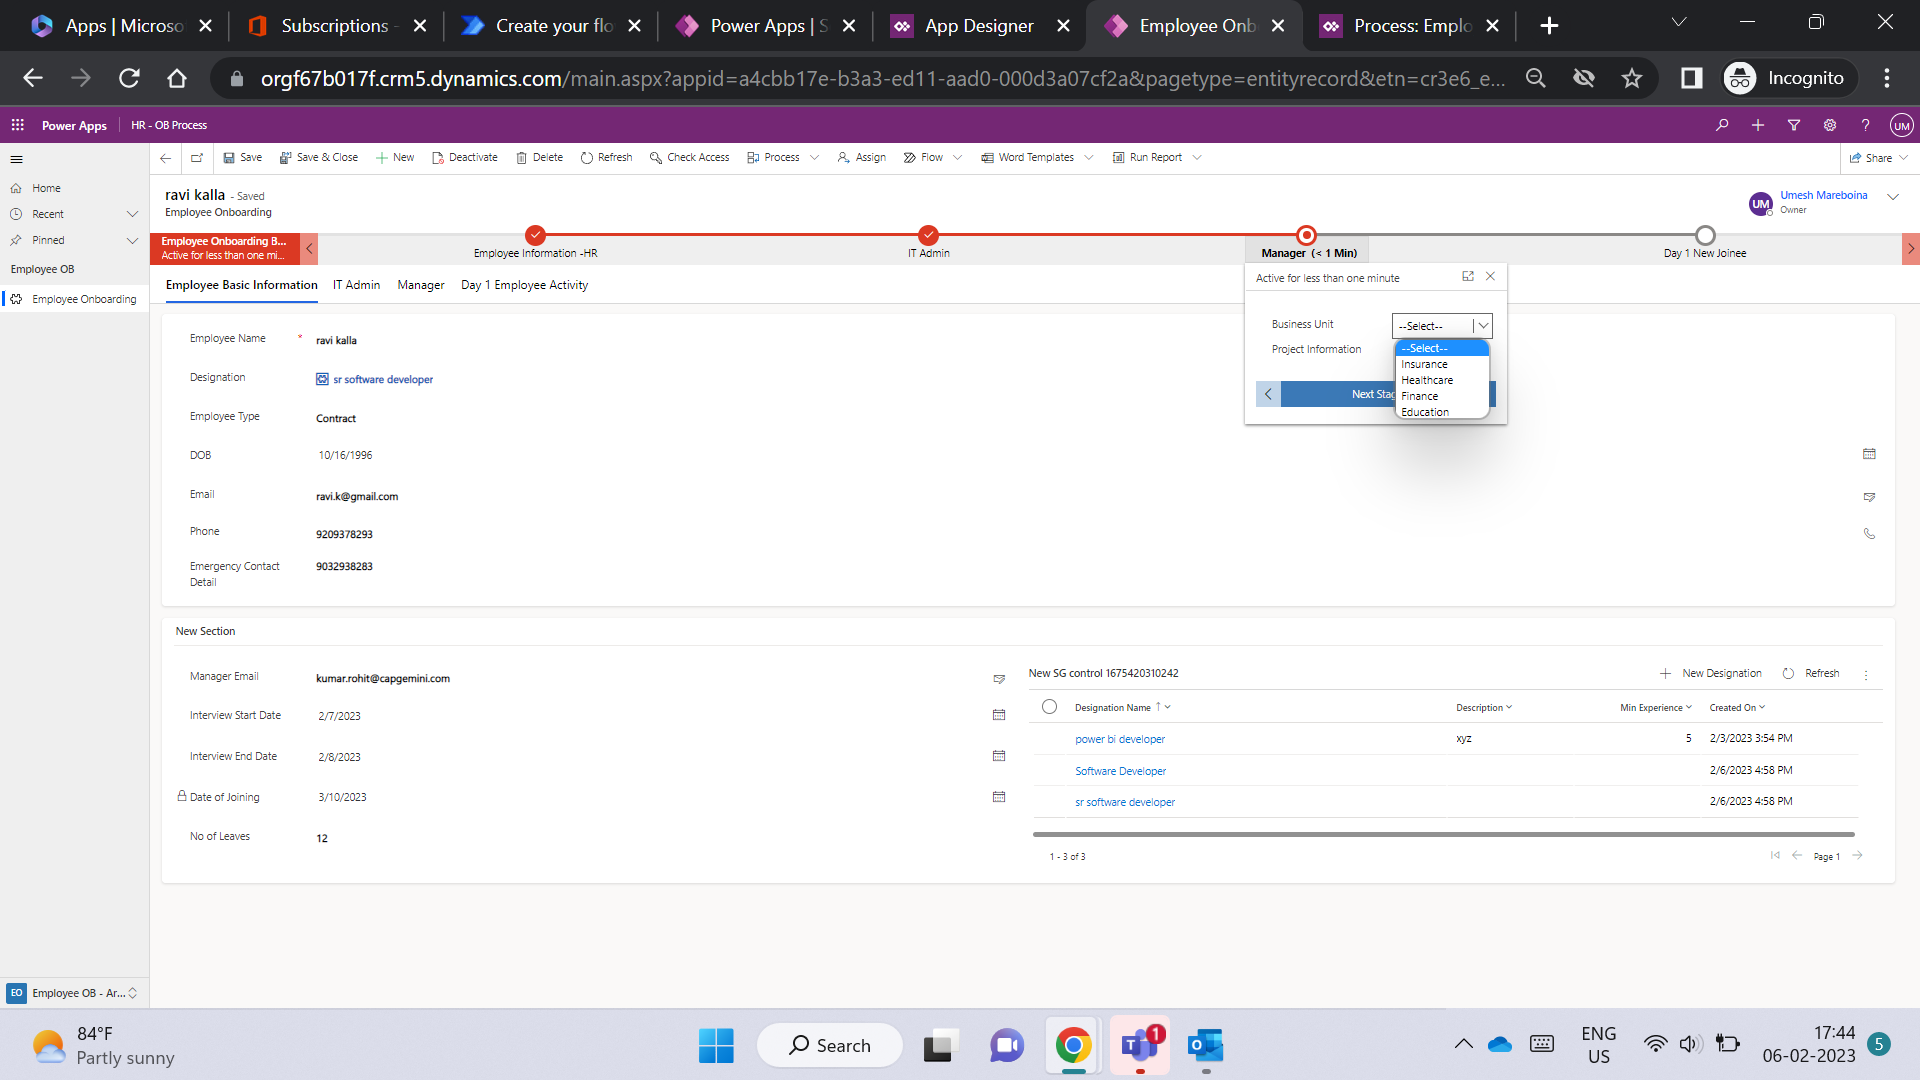 Apps | Microso
Subscriptions -
Create your flo
Power Apps | S
App Designer
Employee Onb
Process: Emplo
orgf67b017f.crm5.dynamics.com/main.aspx?appid=a4cbb17e-b3a3-ed11-aad0-000d3a07cf2a&pagetype=entityrecord&etn=cr3e6_e...
Incognito
Power Apps
HR - OB Process
UM
Save
Save & Close
New
Deactivate
Delete
Refresh
Check Access
Process
Assign
Flow
Word Templates
Run Report
Share
Home
Recent
Pinned
Employee OB
Employee Onboarding
ravi kalla - Saved
Employee Onboarding
UM
Umesh Mareboina
Owner
Employee Onboarding B...
Active for less than one mi...
Employee Information -HR
IT Admin
Manager (< 1 Min)
Day 1 New Joinee
Employee Basic Information
IT Admin
Manager
Day 1 Employee Activity
Active for less than one minute
Business Unit
--Select--
Project Information
--Select--
Insurance
Healthcare
Finance
Education
Next Stag
Employee Name * ravi kalla
Designation sr software developer
Employee Type Contract
DOB 10/16/1996
Email ravi.k@gmail.com
Phone 9209378293
Emergency Contact Detail 9032938283
New Section
Manager Email kumar.rohit@capgemini.com
Interview Start Date 2/7/2023
Interview End Date 2/8/2023
Date of Joining 3/10/2023
No of Leaves 12
New SG control 1675420310242
New Designation
Refresh
Designation Name Description Min Experience Created On
power bi developer xyz 5 2/3/2023 3:54 PM
Software Developer 2/6/2023 4:58 PM
sr software developer 2/6/2023 4:58 PM
1 - 3 of 3
Page 1
EO Employee OB - Ar...
84°F
Partly sunny
Search
1
ENG
US
17:44
06-02-2023
5